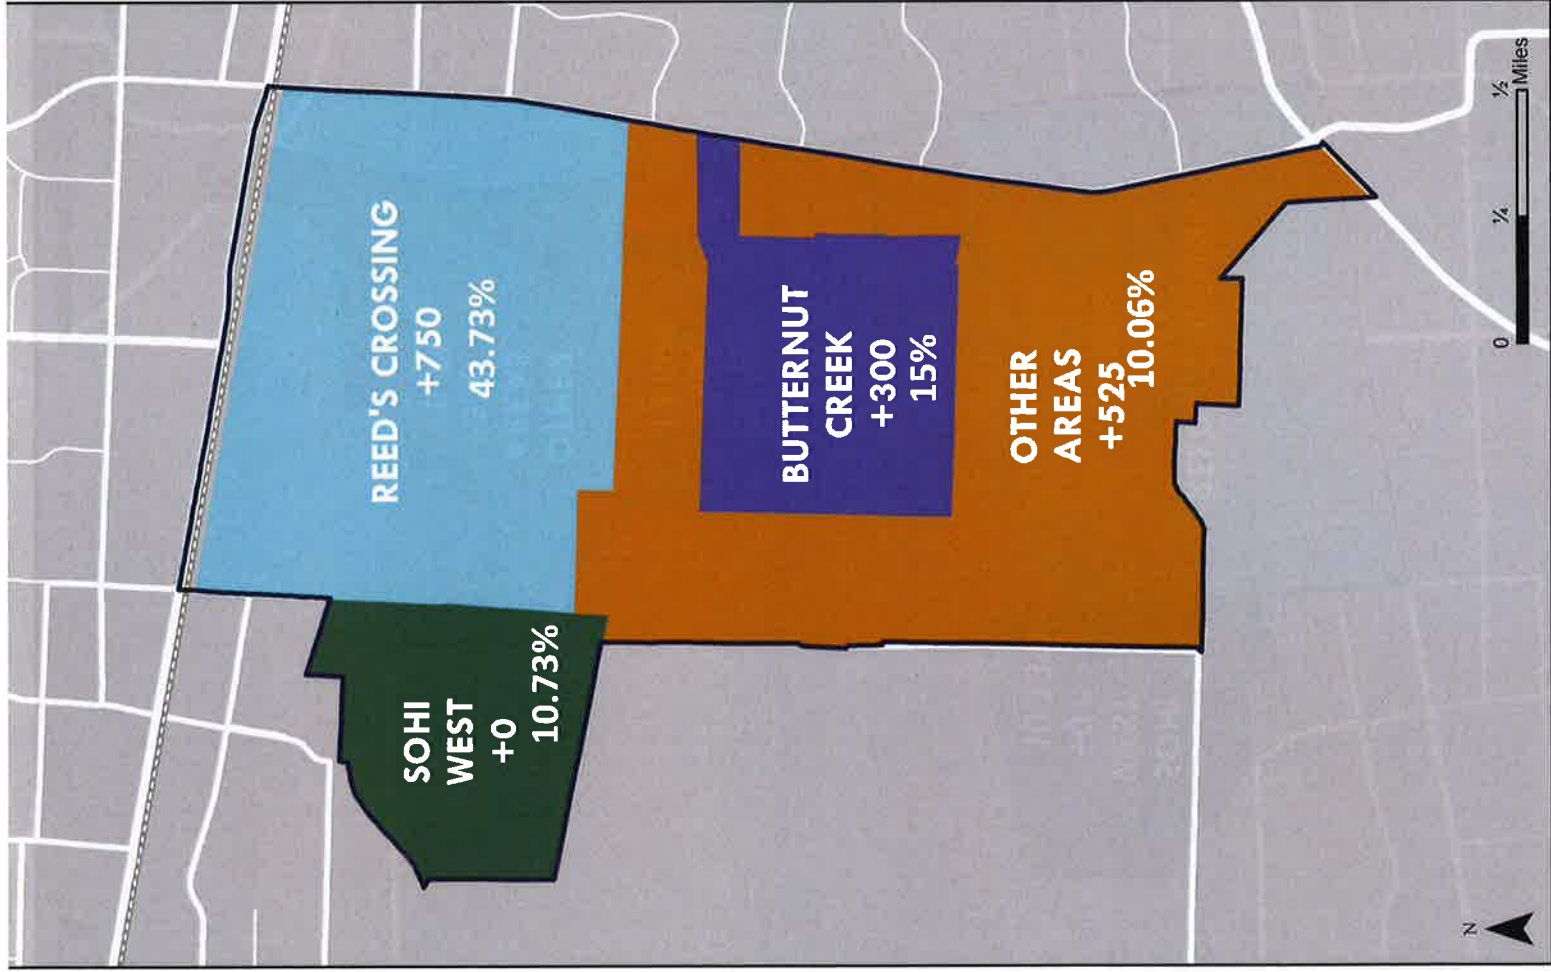 REED'S CROSSING
+750
43.73%
SOHI
WEST
+0
10.73%
BUTTERNUT
CREEK
+300
15%
OTHER
AREAS
+525
10.06%
N
0 ¼ ½
Miles